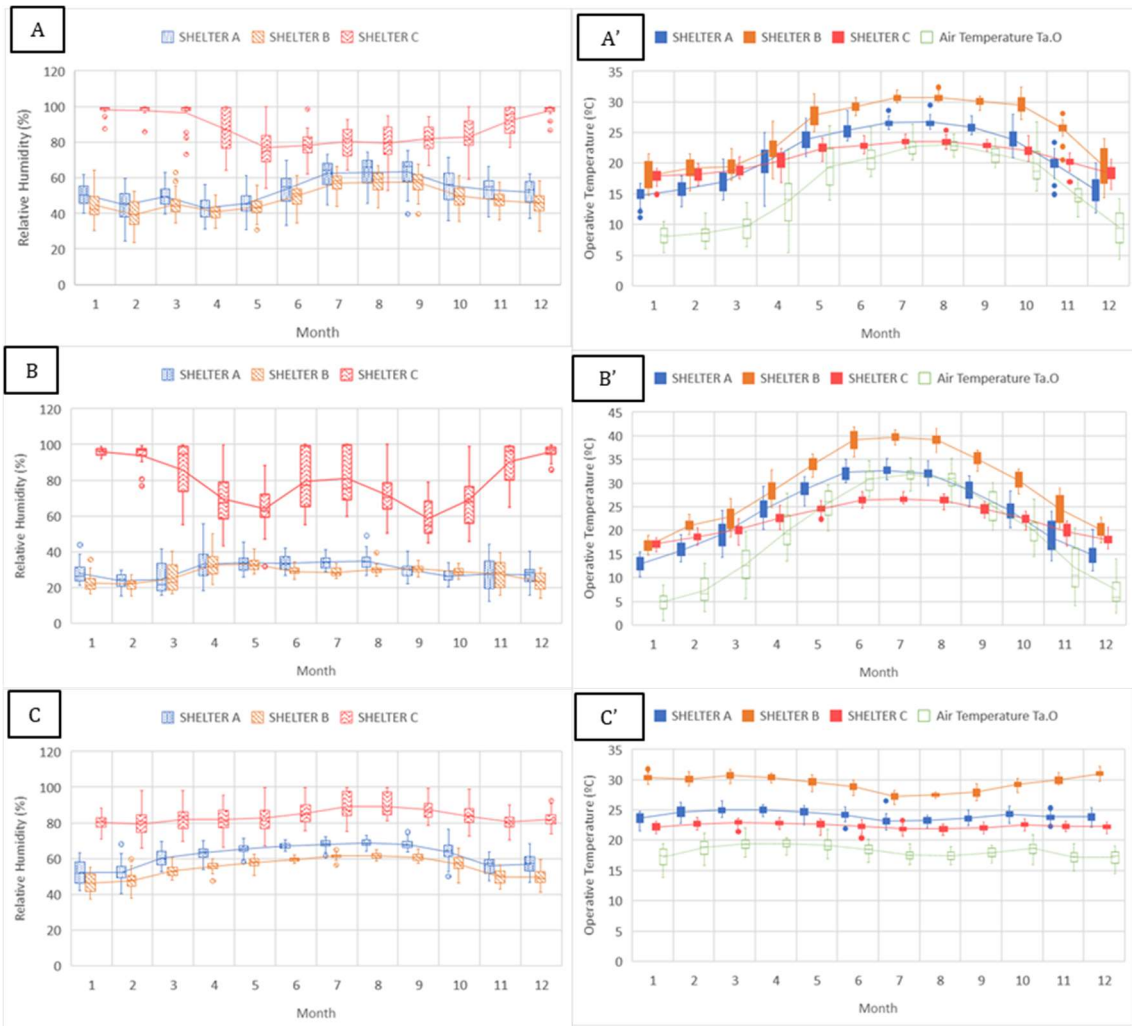 A
SHELTER A SHELTER B SHELTER C
Relative Humidity (%)
120
100
80
60
40
20
0
1 2 3 4 5 6 7 8 9 10 11 12
Month
A'
SHELTER A SHELTER B SHELTER C Air Temperature Ta.O
Operative Temperature (ºC)
35
30
25
20
15
10
5
0
1 2 3 4 5 6 7 8 9 10 11 12
Month
B
SHELTER A SHELTER B SHELTER C
Relative Humidity (%)
120
100
80
60
40
20
0
1 2 3 4 5 6 7 8 9 10 11 12
Month
B'
SHELTER A SHELTER B SHELTER C Air Temperature Ta.O
Operative Temperature (ºC)
45
40
35
30
25
20
15
10
5
0
1 2 3 4 5 6 7 8 9 10 11 12
Month
C
SHELTER A SHELTER B SHELTER C
Relative Humidity (%)
120
100
80
60
40
20
0
1 2 3 4 5 6 7 8 9 10 11 12
Month
C'
SHELTER A SHELTER B SHELTER C Air Temperature Ta.O
Operative Temperature (ºC)
35
30
25
20
15
10
5
0
1 2 3 4 5 6 7 8 9 10 11 12
Month